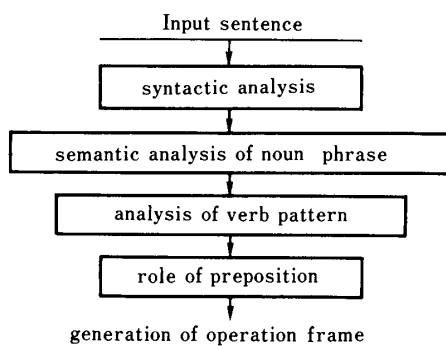 Input sentence
syntactic analysis
semantic analysis of noun phrase
analysis of verb pattern
role of preposition
generation of operation frame